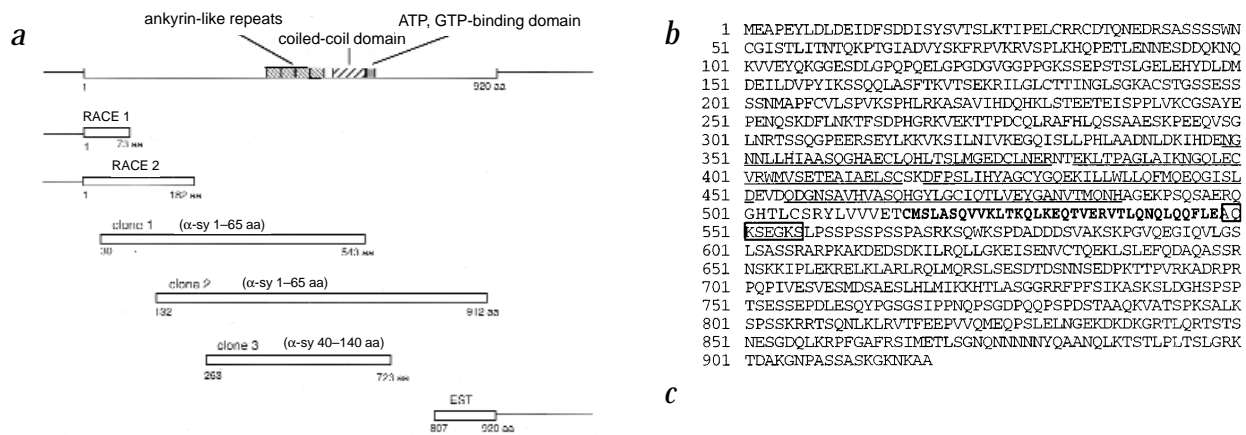 a
ankyrin-like repeats
ATP, GTP-binding domain
coiled-coil domain
1
920 aa
RACE 1
1
73 aa
RACE 2
1
182 aa
clone 1
(α-sy 1–65 aa)
30
543 aa
clone 2
(α-sy 1–65 aa)
132
912 aa
clone 3
(α-sy 40–140 aa)
263
723 aa
EST
807
920 aa
b
1 MEAPEYLDLDEIDFSDDISYSVTSLKTIPELCRRCDTQNEDRSASSSSWN
51 CGISTLITNTQKPTGIADVYSKFRPVKRVSPLKHQPETLENNESDDQKNQ
101 KVVEYQKGGESDLGPQPQELGPGDGVGGPPGKSSEPSTSLGELEHYDLDM
151 DEILDVPYIKSSQQLASFTKVTSEKRILGLCTTINGLSGKACSTGSSESS
201 SSNMAPFCVLSPVKSPHLRKASAVIHDQHKLSTEETEISPPLVKCGSAYE
251 PENQSKDFLNKTFSDPHGRKVEKTTPDCQLRAFHLQSSAAESKPEEQVSG
301 LNRTSSQGPEERSEYLKKVKSILNIVKEGQISLLPHLAADNLDKIHDENG
351 NNLLHIAASQGHAECLQHLTSLMGEDCLNERNTEKLTPAGLAIKNGQLEC
401 VRWMVSETEAIAELSCSKDFPSLIHYAGCYGQEKILLWLLQFMQEQGISL
451 DEVDQDGNSAVHVASQHGYLGCIQTLVEYGANVTMQNHAGEKPSQSAERQ
501 GHTLCSRYLVVVETCMSLASQVVKLTKQLKEQTVERVTLQNQLQQFLEAQ
551 KSEGKSLPSSPSSPSSPASRKSQWKSPDADDDSVAKSKPGVQEGIQVLGS
601 LSASSRARPKAKDEDSDKILRQLLGKEISENVCTQEKLSLEFQDAQASSR
651 NSKKIPLEKRELKLARLRQLMQRSLSESDTDSNNSEDPKTTPVRKADRPR
701 PQPIVESVESMDSAESLHLMIKKHTLASGGRRFPFSIKASKSLDGHSPSP
751 TSESSEPDLESQYPGSGSIPPNQPSGDPQQPSPDSTAAQKVATSPKSALK
801 SPSSKRRTSQNLKLRVTFEEPVVQMEQPSLELNGEKDKDKGRTLQRTSTS
851 NESGDQLKRPFGAFRSIMETLSGNQNNNNNYQAANQLKTSTLPLTSLGRK
901 TDAKGNPASSASKGKNKAA
c